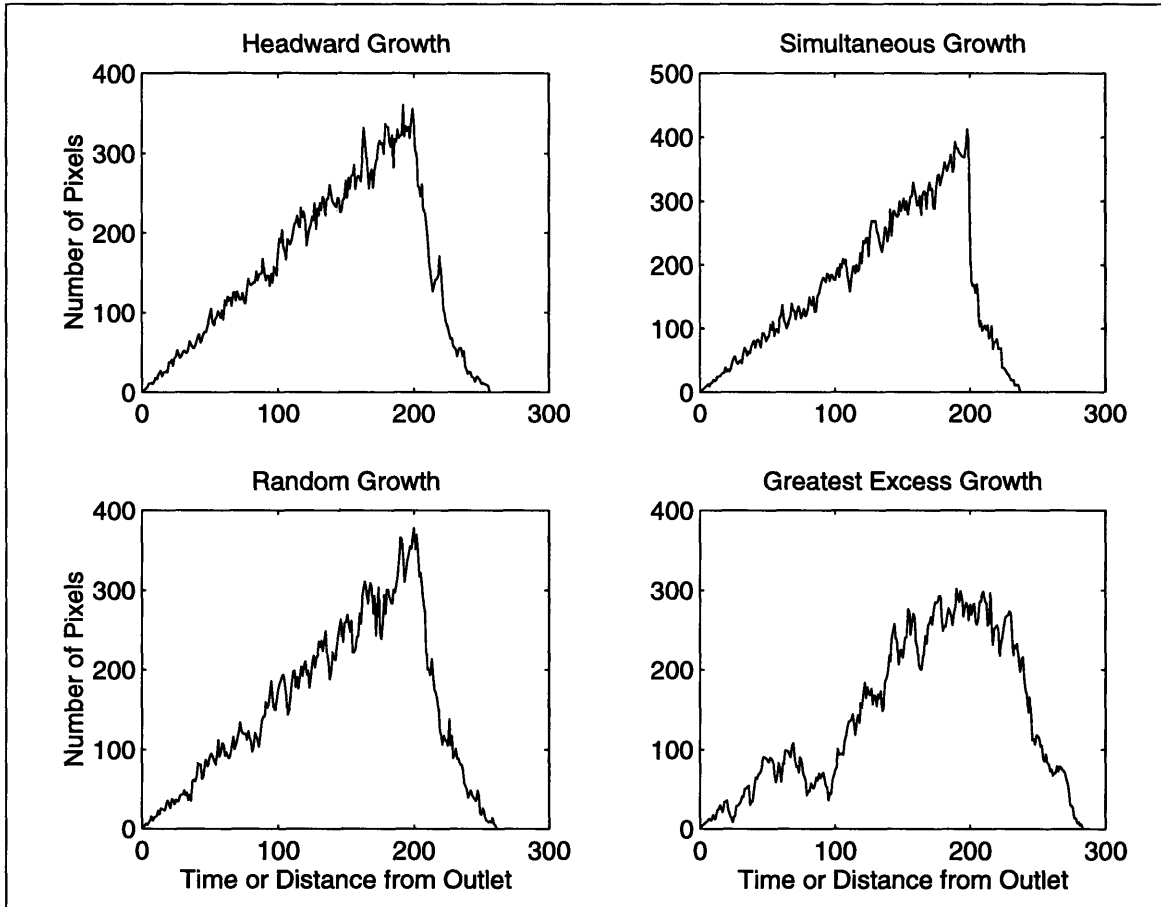 Headward Growth
Number of Pixels
400
300
200
100
0
0 100 200 300
Simultaneous Growth
500
400
300
200
100
0
0 100 200 300
Random Growth
Number of Pixels
400
300
200
100
0
0 100 200 300
Time or Distance from Outlet
Greatest Excess Growth
400
300
200
100
0
0 100 200 300
Time or Distance from Outlet